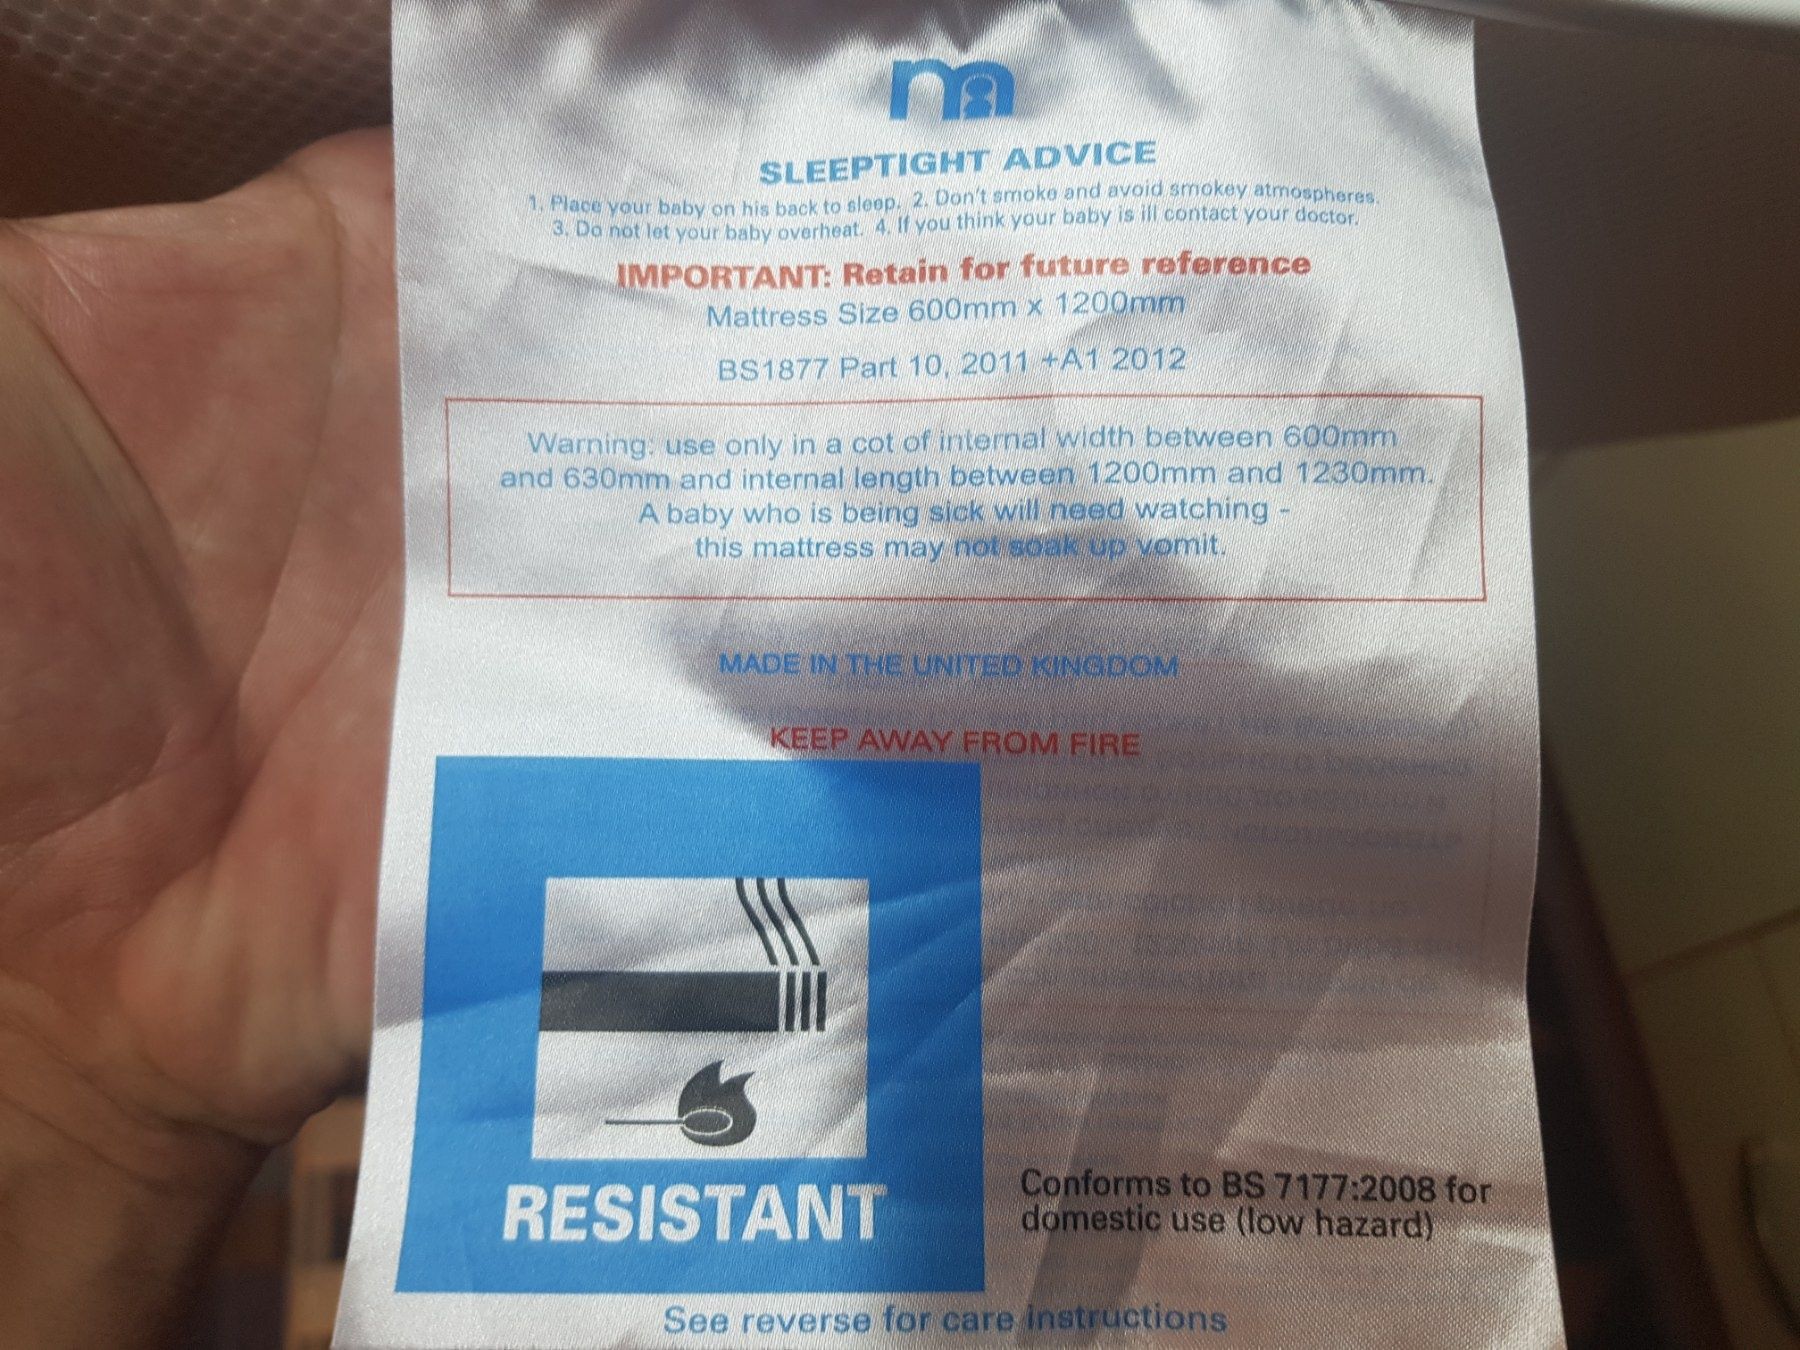 m
SLEEPTIGHT ADVICE
1. Place your baby on his back to sleep. 2. Don't smoke and avoid smokey atmospheres.
3. Do not let your baby overheat. 4. If you think your baby is ill contact your doctor.
IMPORTANT: Retain for future reference
Mattress Size 600mm x 1200mm
BS1877 Part 10, 2011 +A1 2012
Warning: use only in a cot of internal width between 600mm
and 630mm and internal length between 1200mm and 1230mm.
A baby who is being sick will need watching -
this mattress may not soak up vomit.
MADE IN THE UNITED KINGDOM
KEEP AWAY FROM FIRE
RESISTANT
Conforms to BS 7177:2008 for
domestic use (low hazard)
See reverse for care instructions